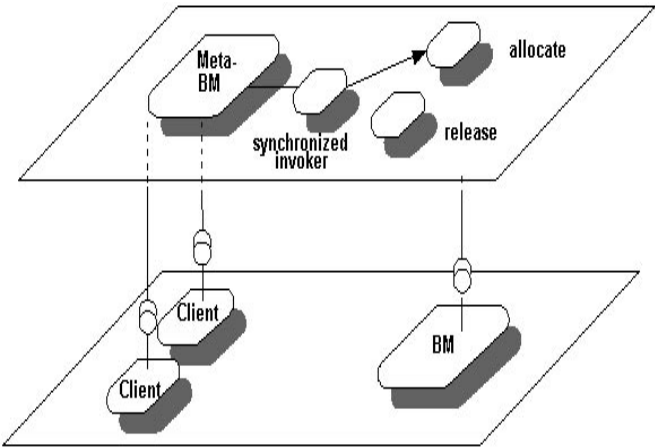 Meta-
BM
allocate
synchronized
invoker
release
Client
BM
Client